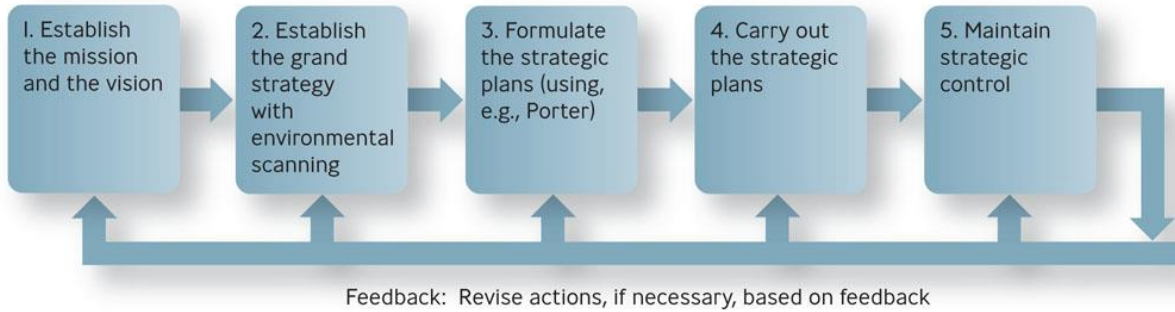 1. Establish
the mission
and the vision
2. Establish
the grand
strategy
with
environmental
scanning
3. Formulate
the strategic
plans (using,
e.g., Porter)
4. Carry out
the strategic
plans
5. Maintain
strategic
control
Feedback: Revise actions, if necessary, based on feedback